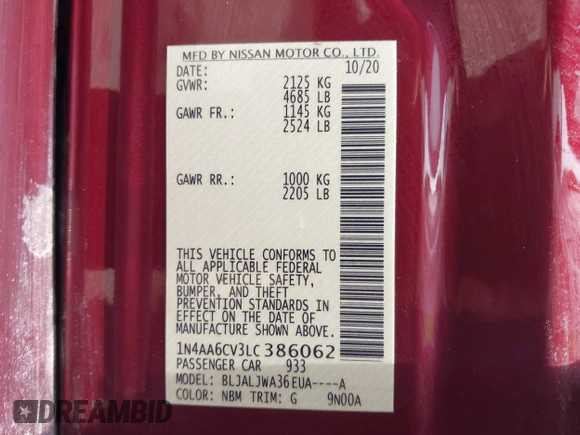 MFD BY NISSAN MOTOR CO., LTD.
DATE: 10/20
GVWR: 2125 KG
4685 LB
GAWR FR.: 1145 KG
2524 LB
GAWR RR.: 1000 KG
2205 LB
THIS VEHICLE CONFORMS TO
ALL APPLICABLE FEDERAL
MOTOR VEHICLE SAFETY,
BUMPER, AND THEFT
PREVENTION STANDARDS IN
EFFECT ON THE DATE OF
MANUFACTURE SHOWN ABOVE.
1N4AA6CV3LC386062
PASSENGER CAR 933
MODEL: BLJALJWA36EUA----A
COLOR: NBM TRIM: G 9N00A
AUTOBIDCAR